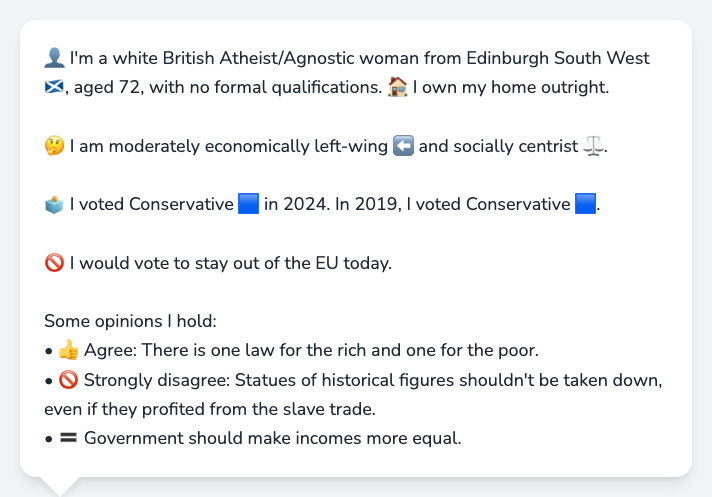 👤 I'm a white British Atheist/Agnostic woman from Edinburgh South West
🏴󠁧󠁢󠁳󠁣󠁴󠁿, aged 72, with no formal qualifications. 🏠 I own my home outright.
🤔 I am moderately economically left-wing ⬅️ and socially centrist ⚖️.
🗳️ I voted Conservative 🟦 in 2024. In 2019, I voted Conservative 🟦.
🚫 I would vote to stay out of the EU today.
Some opinions I hold:
• 👍 Agree: There is one law for the rich and one for the poor.
• 🚫 Strongly disagree: Statues of historical figures shouldn't be taken down,
even if they profited from the slave trade.
• 🟰 Government should make incomes more equal.